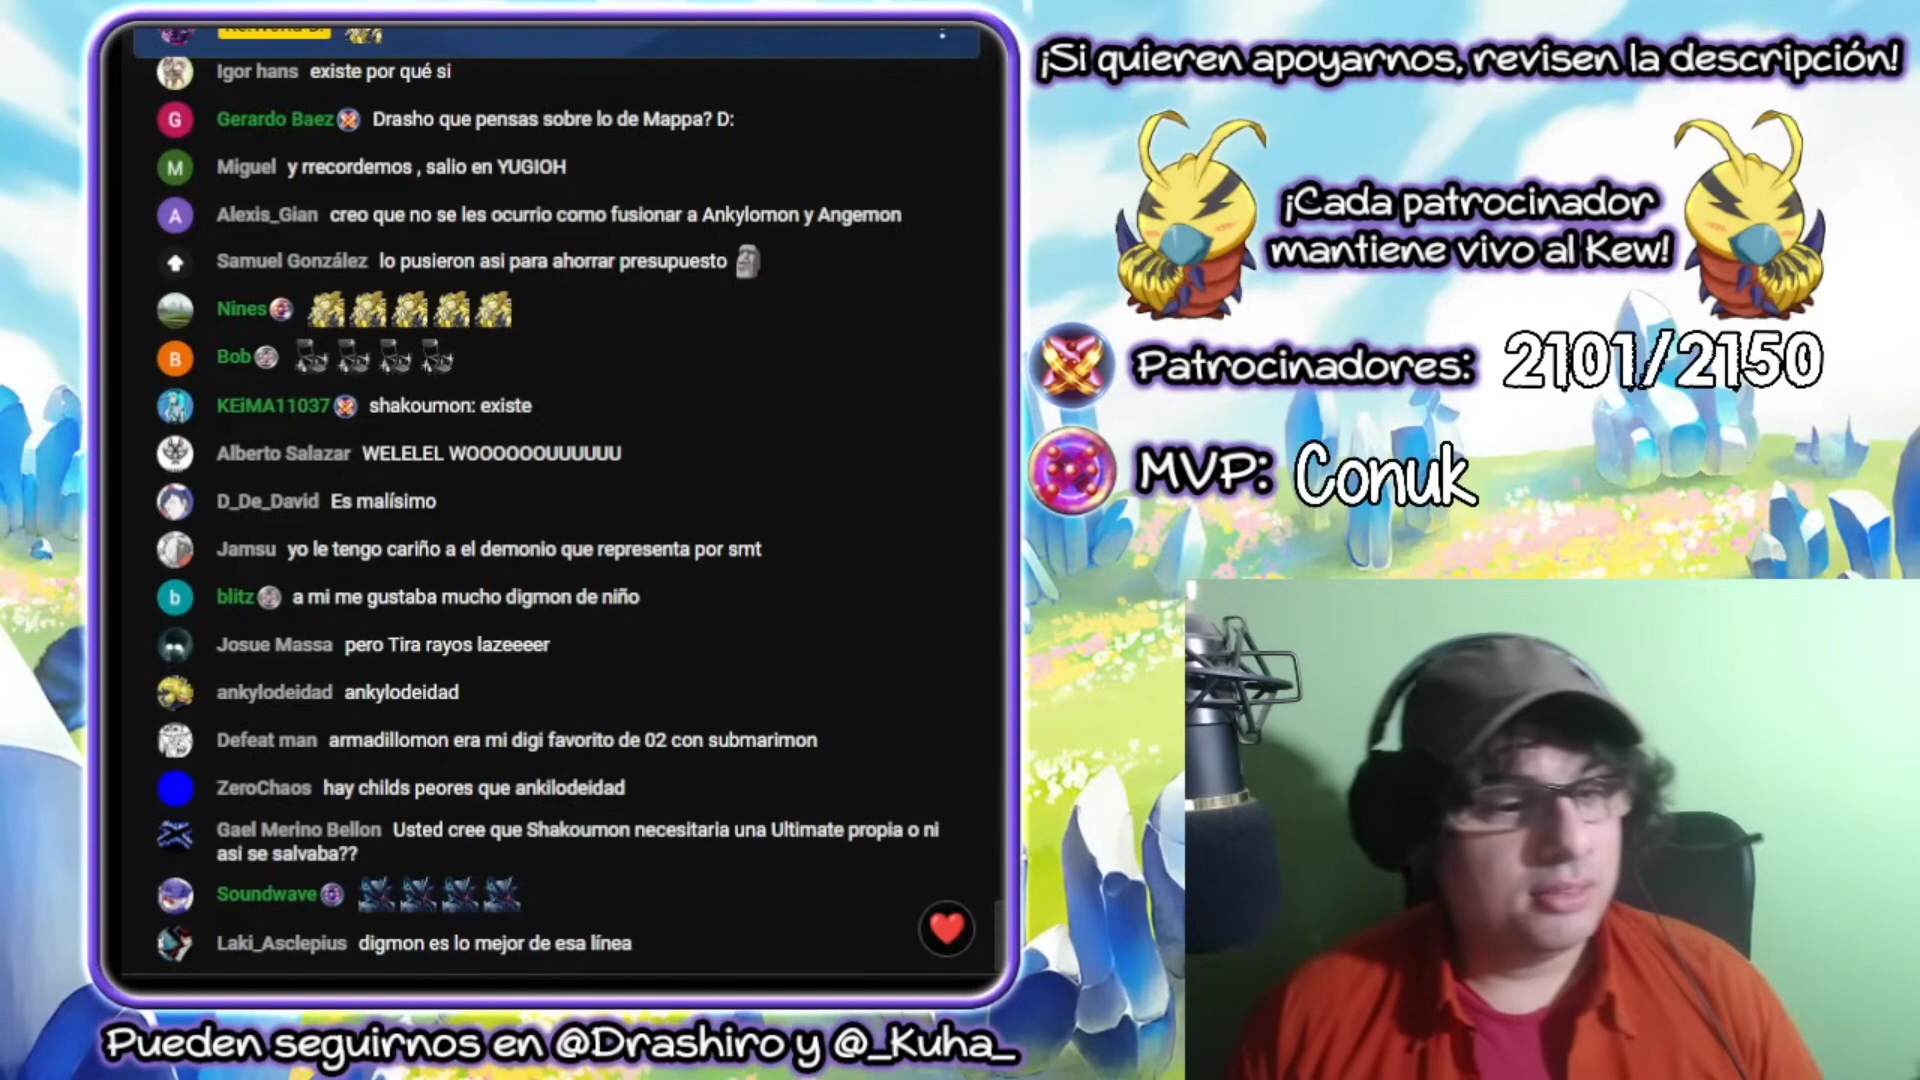 Igor hans existe por qué si
Gerardo Baez Drasho que pensas sobre lo de Mappa? D:
Miguel y rrecordemos , salio en YUGIOH
Alexis_Gian creo que no se les ocurrio como fusionar a Ankylomon y Angemon
Samuel González lo pusieron asi para ahorrar presupuesto
Nines
Bob
KEiMA11037 shakoumon: existe
Alberto Salazar WELELEL WOOOOOOUUUUUU
D_De_David Es malísimo
Jamsu yo le tengo cariño a el demonio que representa por smt
blitz a mi me gustaba mucho digmon de niño
Josue Massa pero Tira rayos lazeeeer
ankylodeidad ankylodeidad
Defeat man armadillomon era mi digi favorito de 02 con submarimon
ZeroChaos hay childs peores que ankilodeidad
Gael Merino Bellon Usted cree que Shakoumon necesitaria una Ultimate propia o ni
asi se salvaba??
Soundwave
Laki_Asclepius digmon es lo mejor de esa línea
Pueden seguirnos en @Drashiro y @_Kuha_
¡Si quieren apoyarnos, revisen la descripción!
¡Cada patrocinador
mantiene vivo al Kew!
Patrocinadores: 2101/2150
MVP: Conuk
G
M
A
B
b